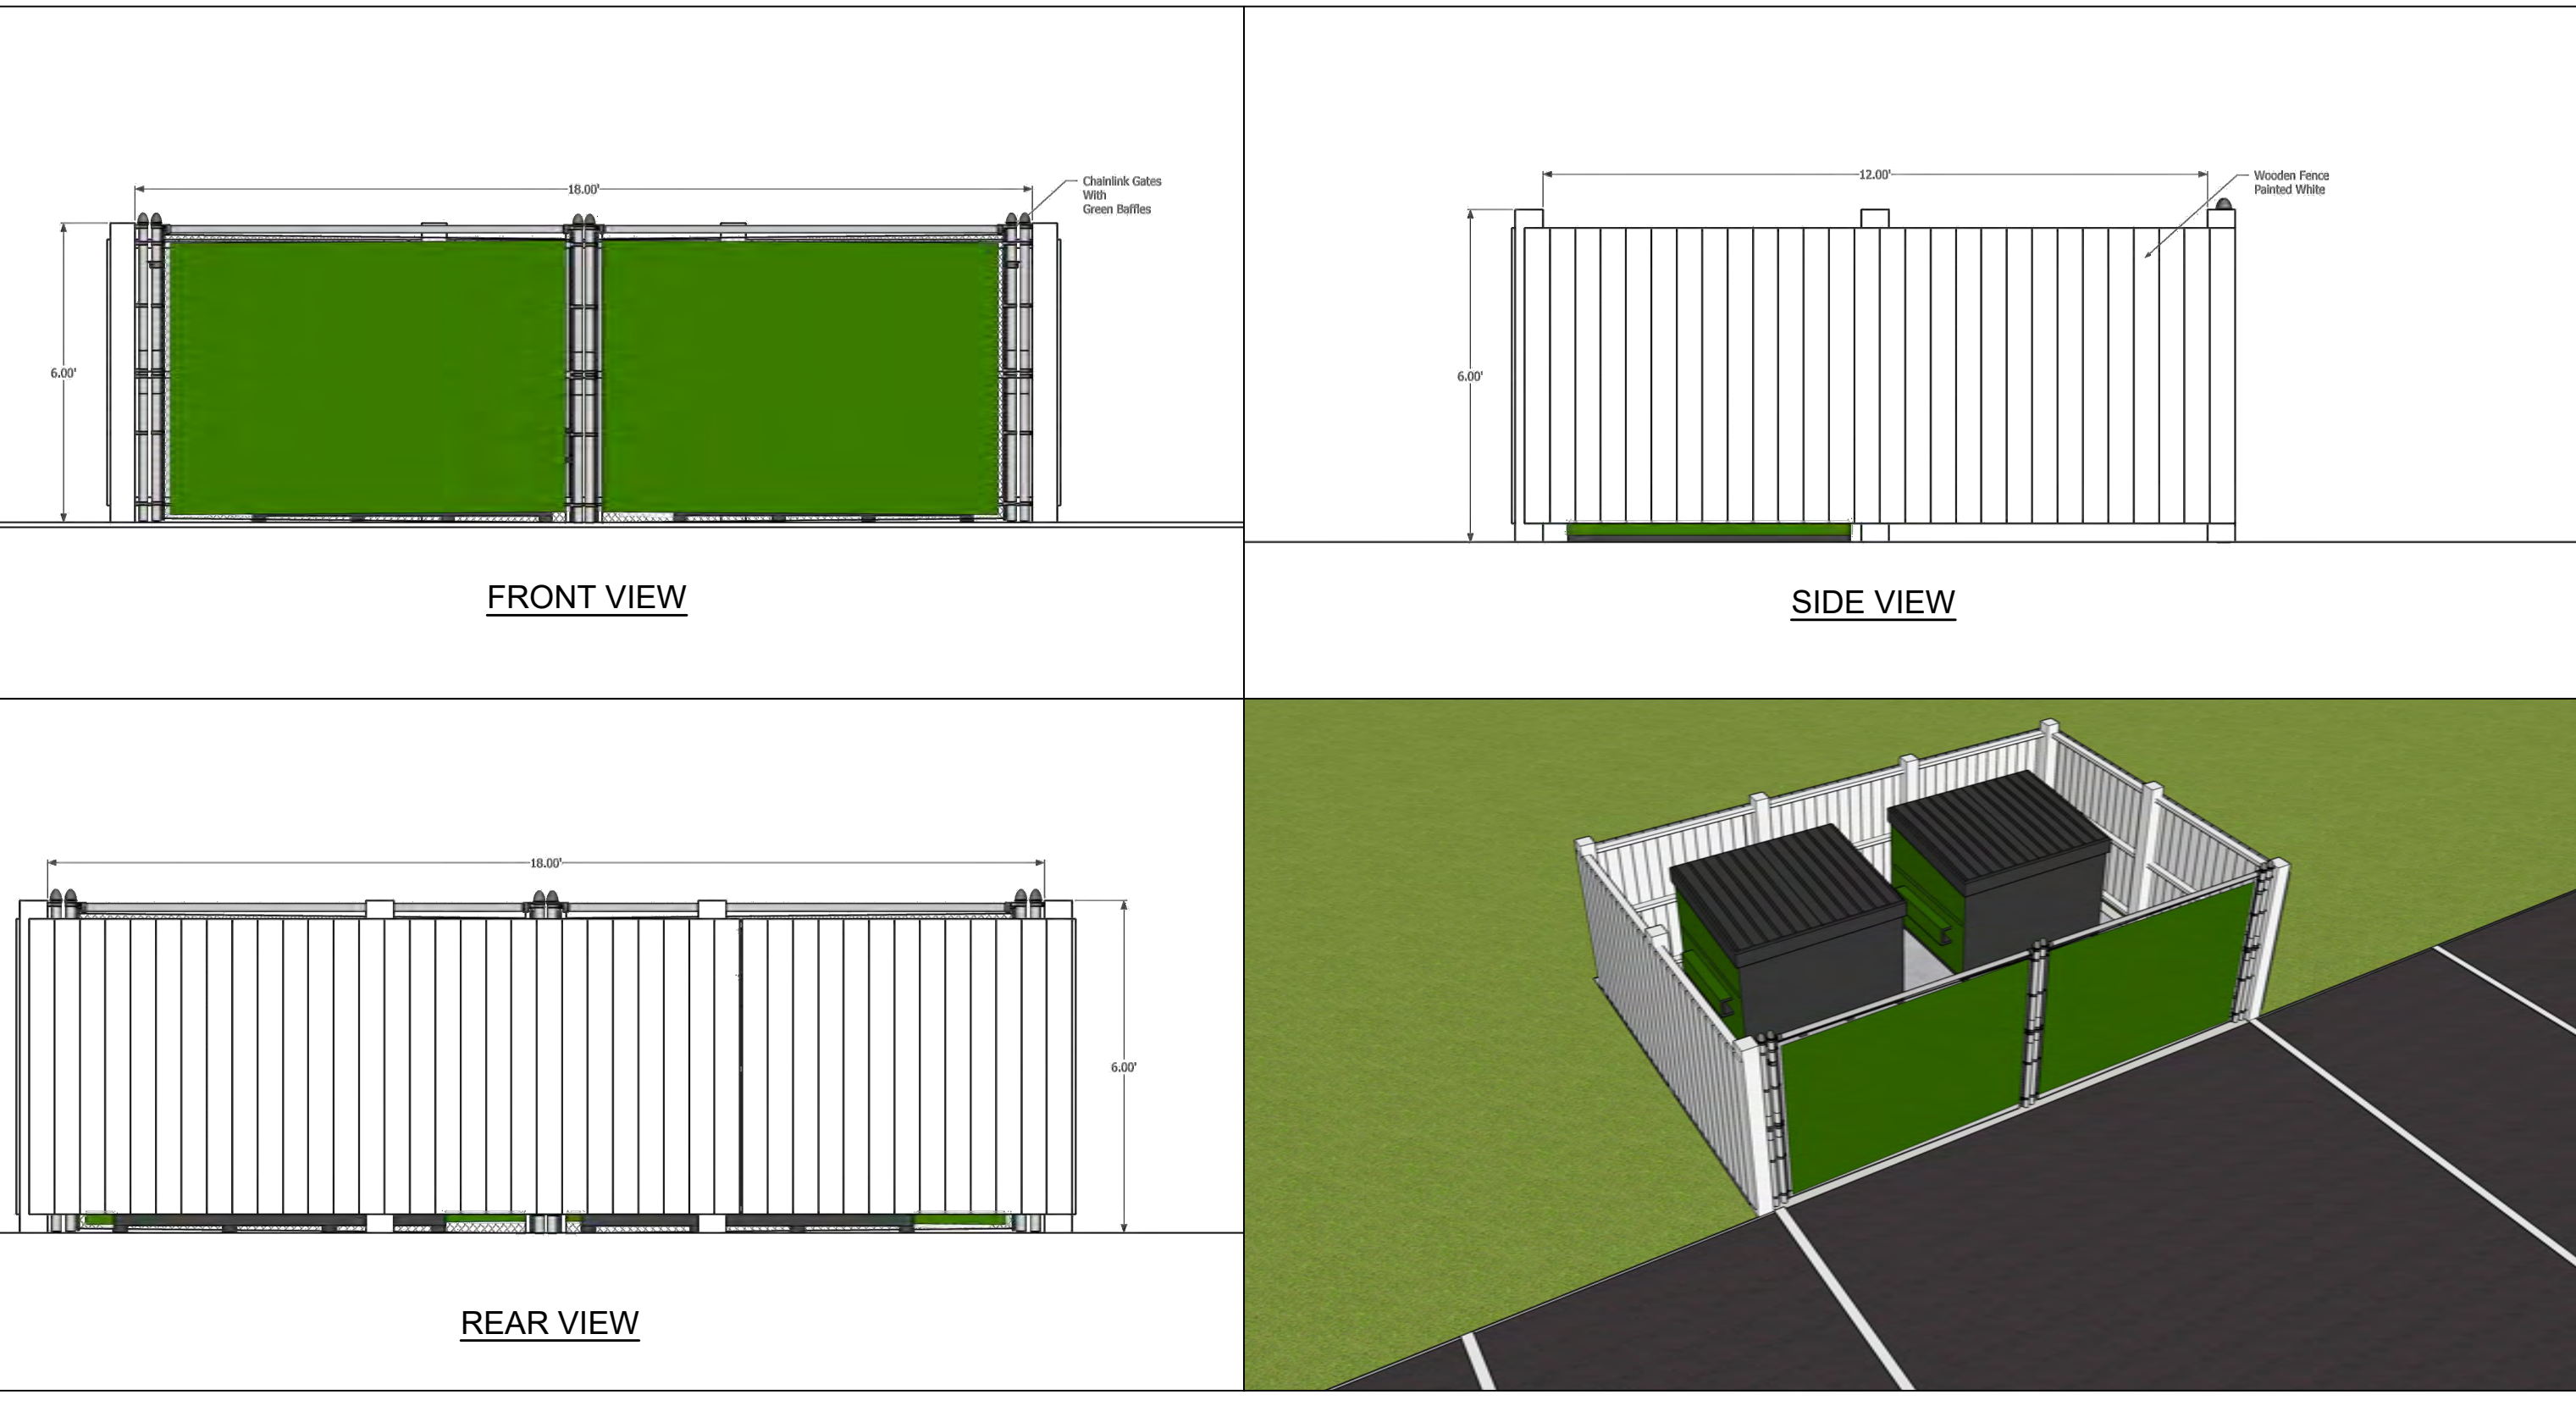 18.00'
Chainlink Gates
With
Green Baffles
6.00'
FRONT VIEW
12.00'
Wooden Fence
Painted White
6.00'
SIDE VIEW
18.00'
6.00'
REAR VIEW